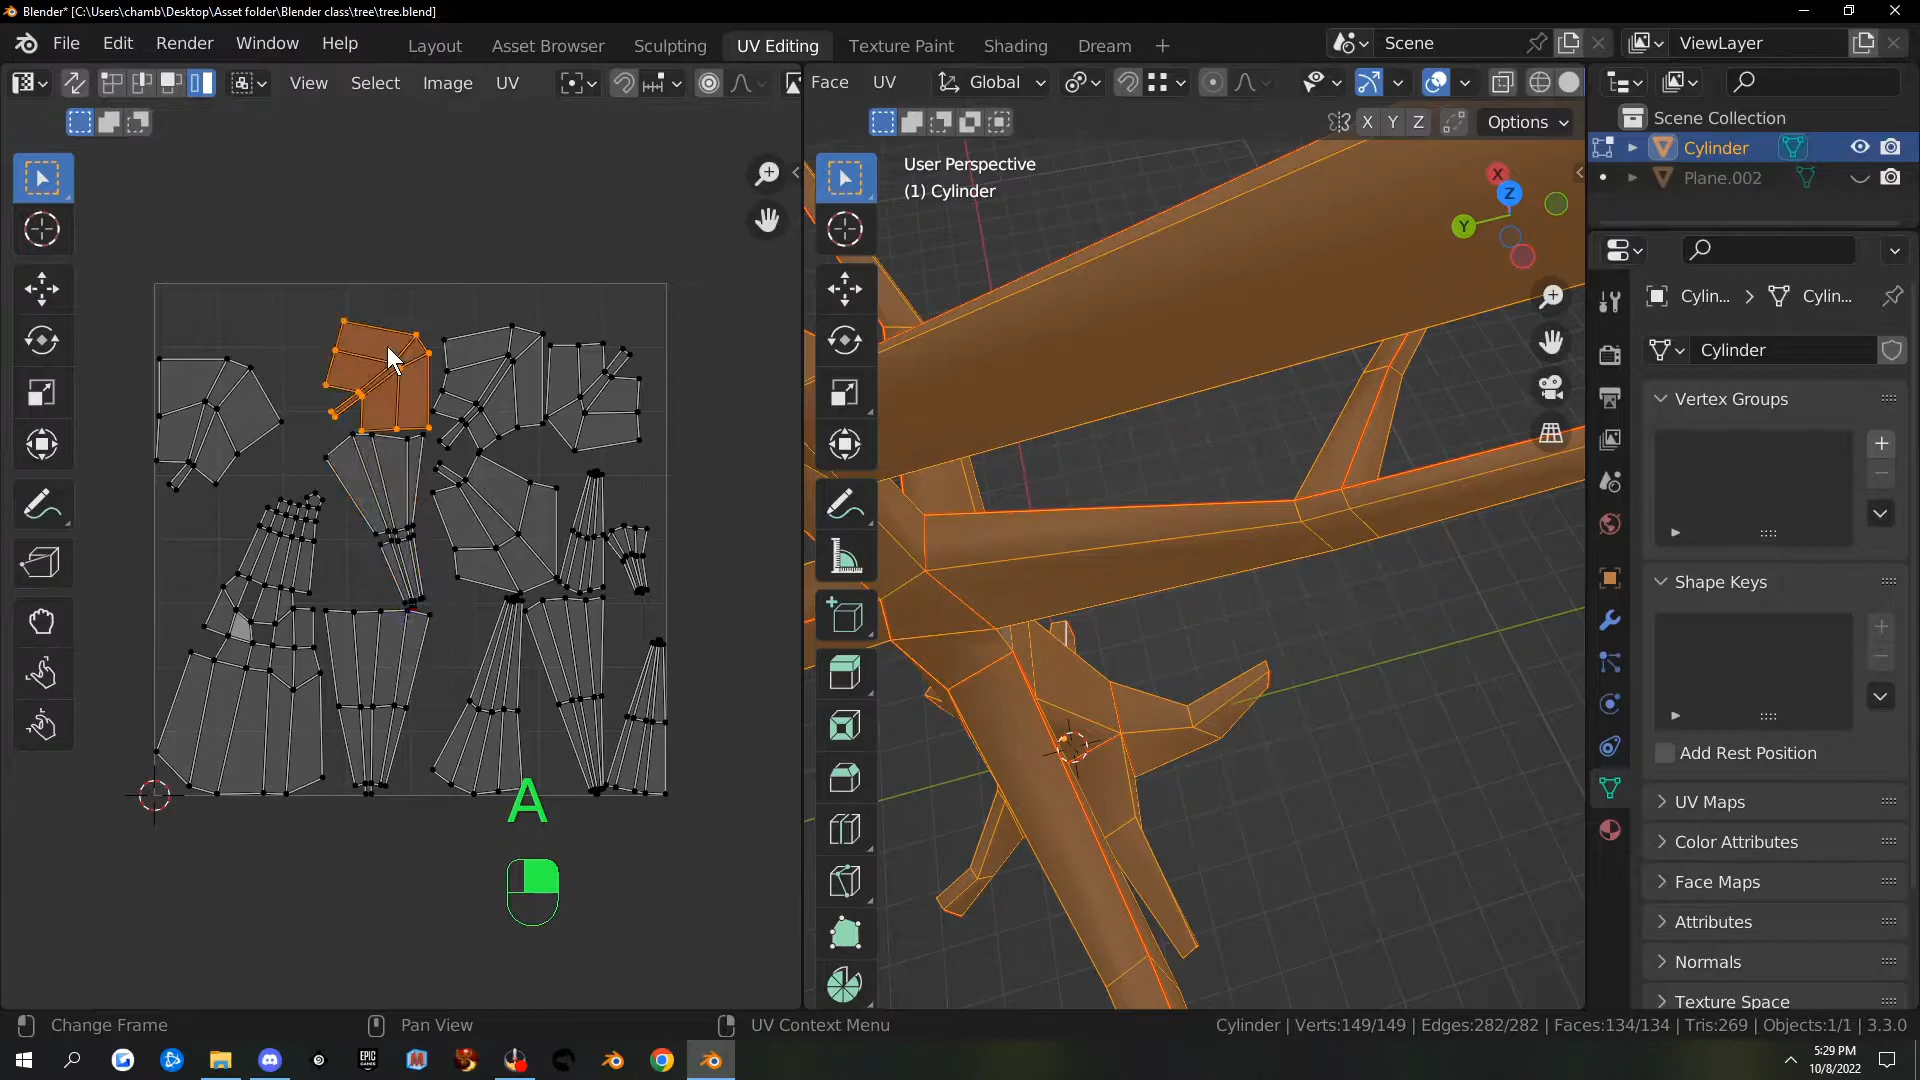 Blender* [C:\Users\chamb\Desktop\Asset folder\Blender class\tree\tree.blend]
File Edit Render Window Help Layout Asset Browser Sculpting UV Editing Texture Paint Shading Dream Scene ViewLayer
View Select Image UV Face UV Global
X Y Z Options
Scene Collection
Cylinder
Plane.002
User Perspective
(1) Cylinder
X
Z
Y
Cylin... Cylin...
Cylinder
Vertex Groups
Shape Keys
Add Rest Position
UV Maps
Color Attributes
Face Maps
Attributes
Normals
Texture Space
A
Change Frame Pan View UV Context Menu Cylinder | Verts:149/149 | Edges:282/282 | Faces:134/134 | Tris:269 | Objects:1/1 | 3.3.0
EPIC GAMES
5:29 PM
10/8/2022